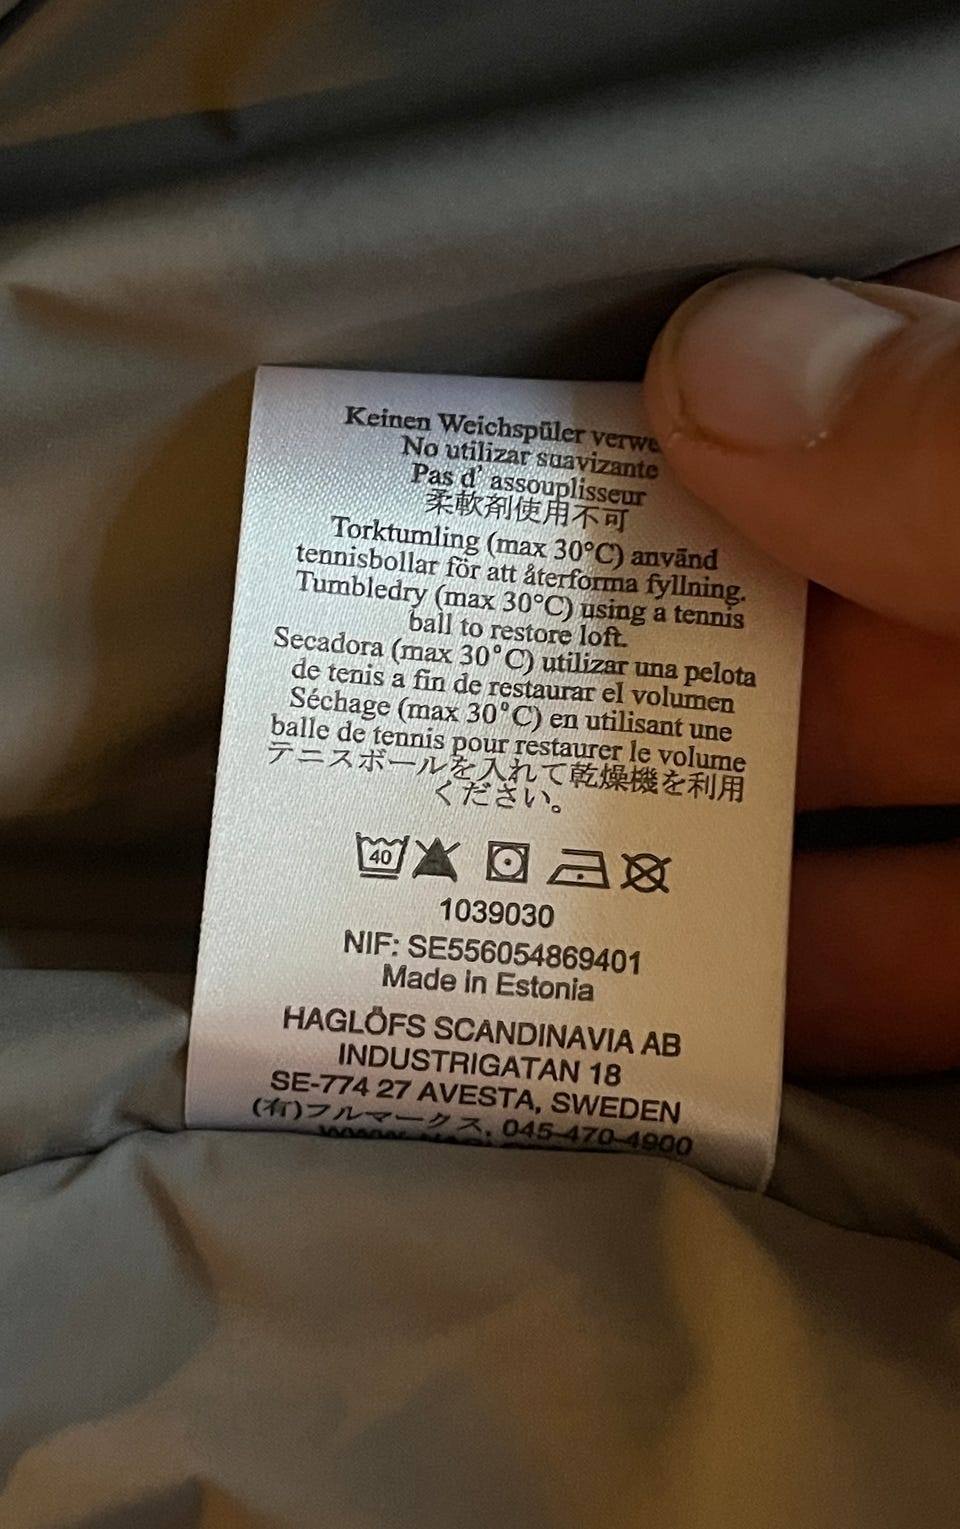 Keinen Weichspüler verwe
No utilizar suavizante
Pas d' assouplisseur
柔軟剤使用不可
Torktumling (max 30°C) använd
tennisbollar för att återforma fyllning.
Tumbledry (max 30°C) using a tennis
ball to restore loft.
Secadora (max 30°C) utilizar una pelota
de tenis a fin de restaurar el volumen
Séchage (max 30°C) en utilisant une
balle de tennis pour restaurer le volume
テニスボールを入れて乾燥機を利用
ください。
40
1039030
NIF: SE556054869401
Made in Estonia
HAGLÖFS SCANDINAVIA AB
INDUSTRIGATAN 18
SE-774 27 AVESTA, SWEDEN
(有)フルマークス, 045-470-4900